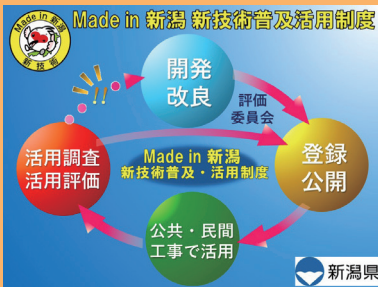 Made in 新潟 新技術普及活用制度
Made in 新潟
新技術
開発
改良
評価
委員会
活用調査
活用評価
Made in 新潟
新技術普及・活用制度
登録
公開
公共・民間
工事で活用
新潟県